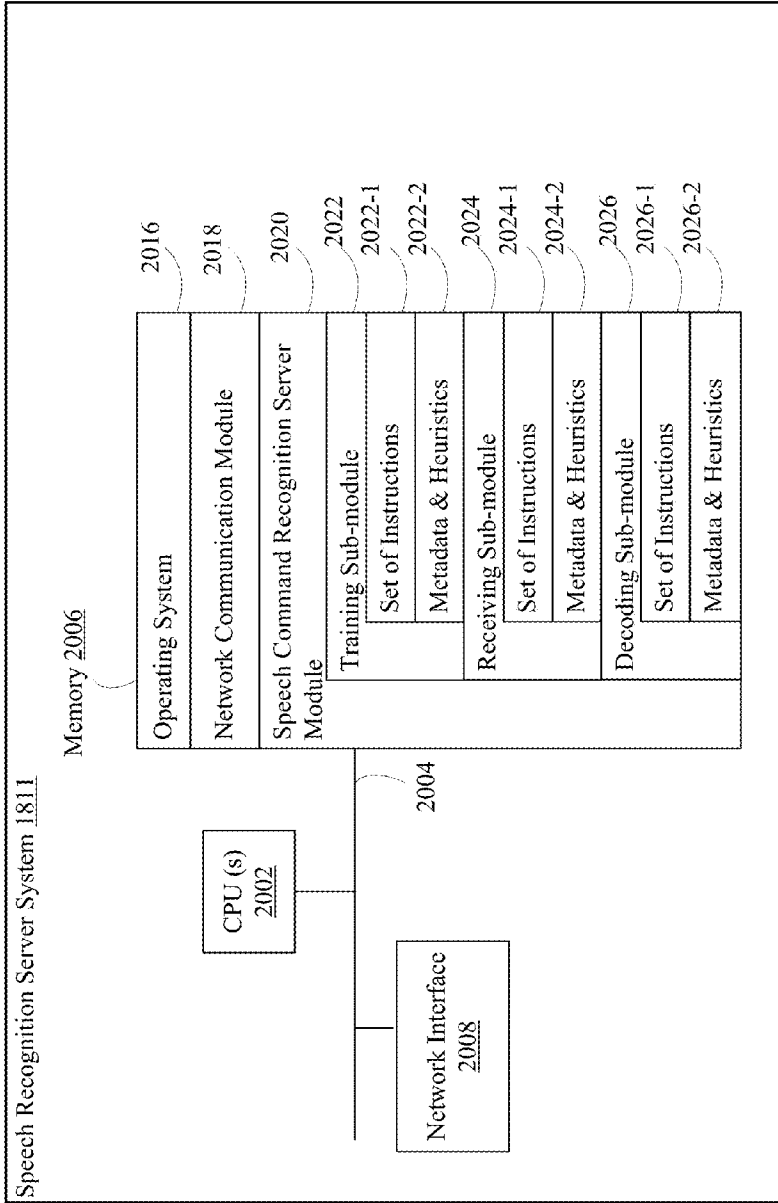 Speech Recognition Server System 1811
Memory 2006
CPU (s)
2002
Network Interface
2008
2004
Operating System
2016
Network Communication Module
2018
Speech Command Recognition Server
Module
2020
Training Sub-module
2022
Set of Instructions
2022-1
Metadata & Heuristics
2022-2
Receiving Sub-module
2024
Set of Instructions
2024-1
Metadata & Heuristics
2024-2
Decoding Sub-module
2026
Set of Instructions
2026-1
Metadata & Heuristics
2026-2